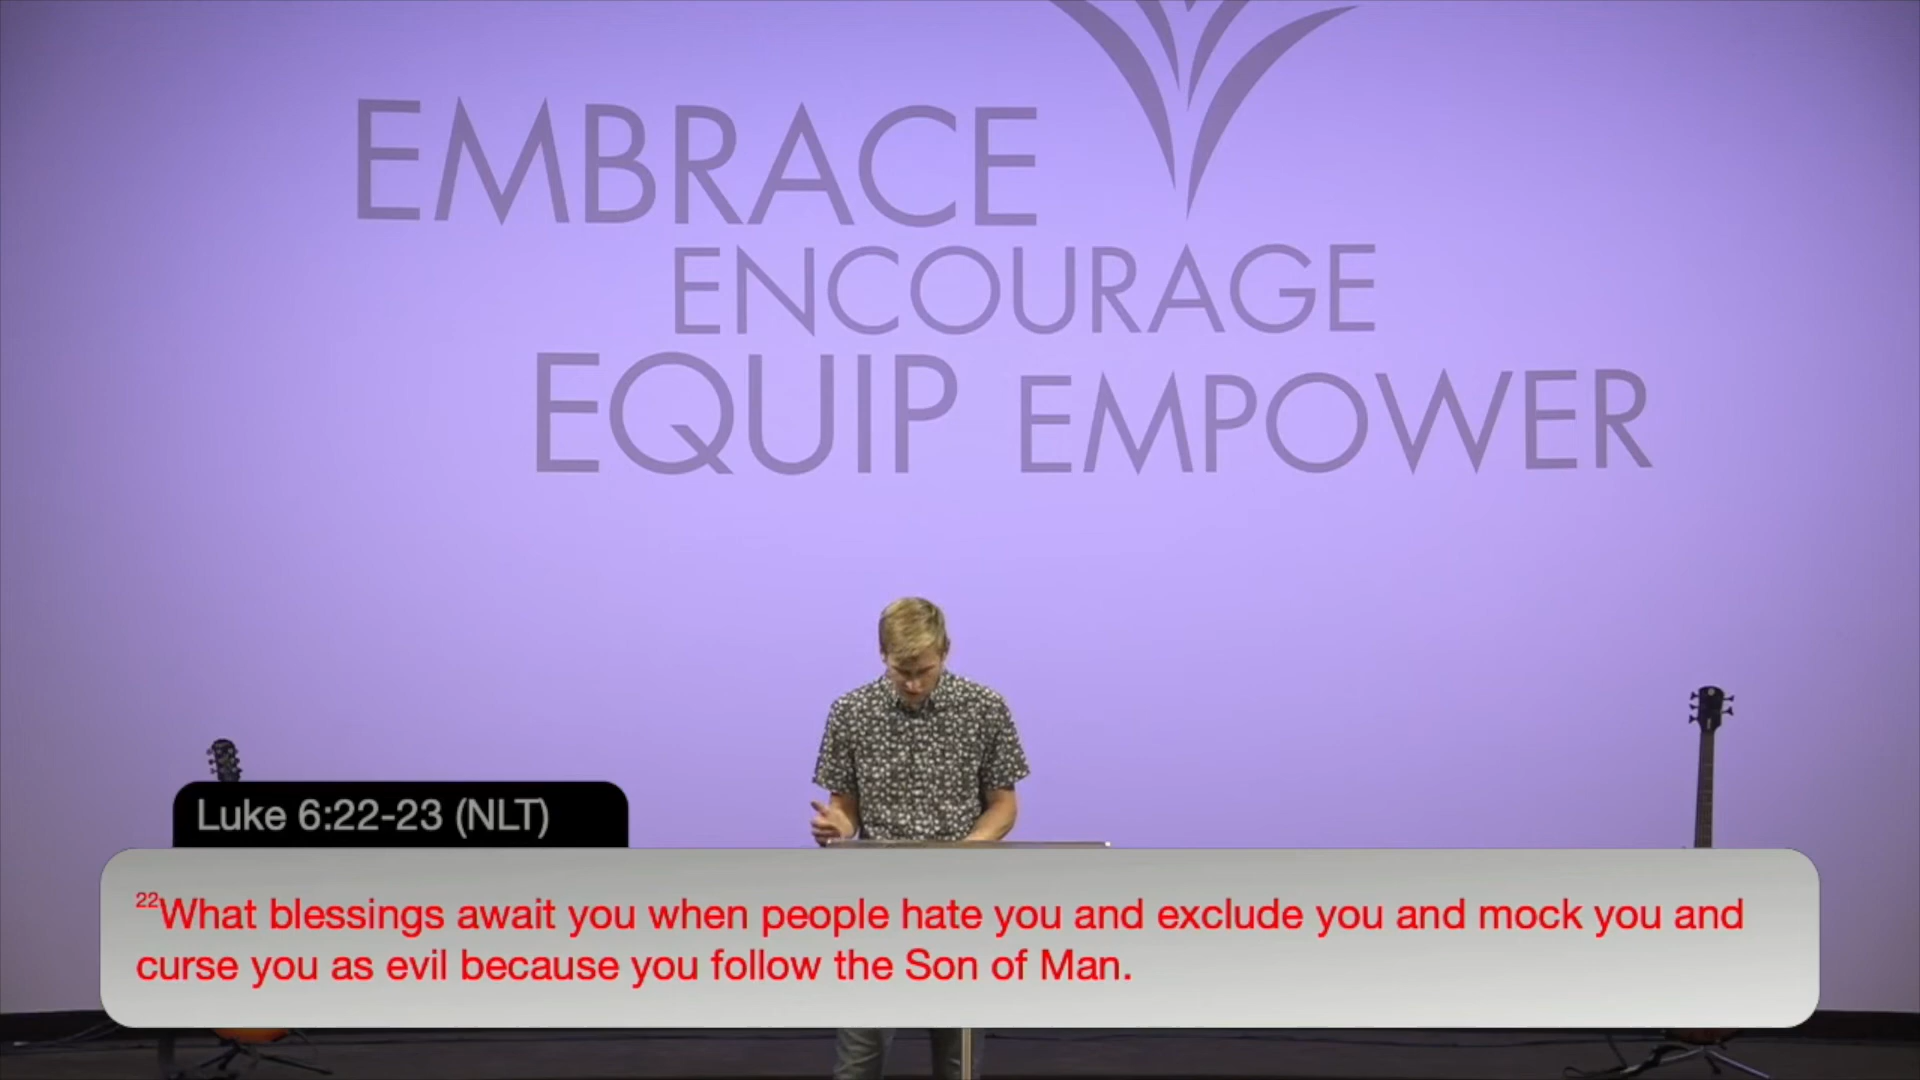 EMBRACE
ENCOURAGE
EQUIP EMPOWER
Luke 6:22-23 (NLT)
22What blessings await you when people hate you and exclude you and mock you and
curse you as evil because you follow the Son of Man.